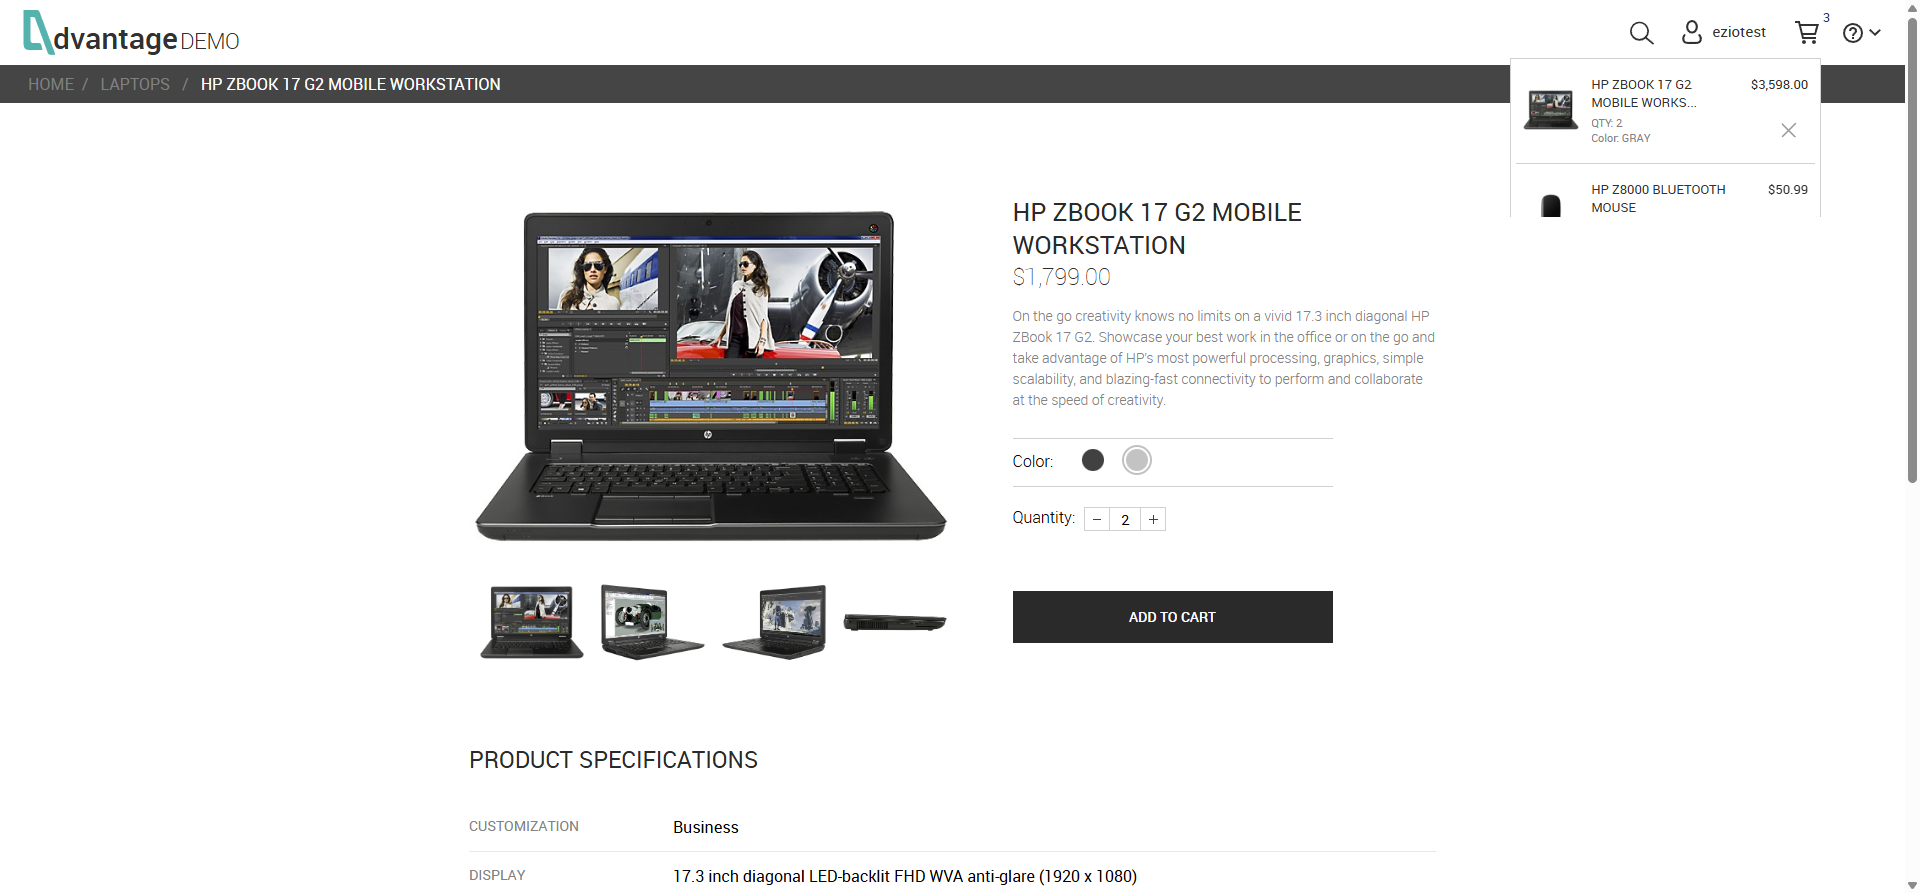 dvantage DEMO
eziotest
3
HOME / LAPTOPS / HP ZBOOK 17 G2 MOBILE WORKSTATION
HP ZBOOK 17 G2
MOBILE WORKS...
$3,598.00
QTY: 2
Color: GRAY
HP Z8000 BLUETOOTH
MOUSE
$50.99
HP ZBOOK 17 G2 MOBILE
WORKSTATION
$1,799.00
On the go creativity knows no limits on a vivid 17.3 inch diagonal HP
ZBook 17 G2. Showcase your best work in the office or on the go and
take advantage of HP's most powerful processing, graphics, simple
scalability, and blazing-fast connectivity to perform and collaborate
at the speed of creativity.
Color:
Quantity: − 2 +
ADD TO CART
PRODUCT SPECIFICATIONS
CUSTOMIZATION Business
DISPLAY 17.3 inch diagonal LED-backlit FHD WVA anti-glare (1920 x 1080)